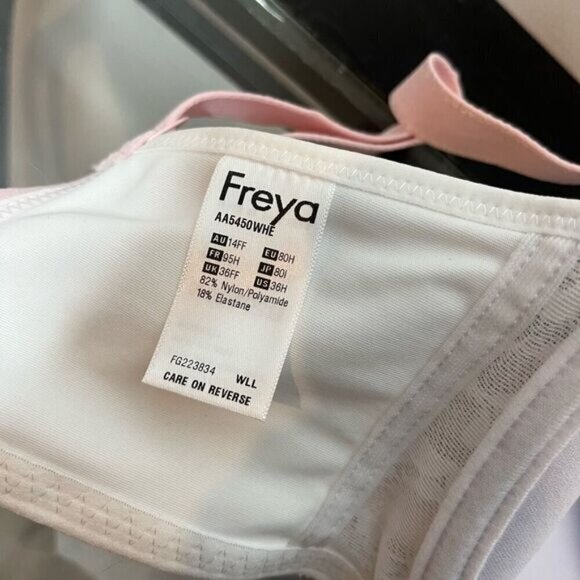 Freya
AA5450WHE
AU 14FF EU 80H
FR 95H JP 80I
UK 36FF US 36H
82% Nylon/Polyamide
18% Elastane
FG223834 WLL
CARE ON REVERSE